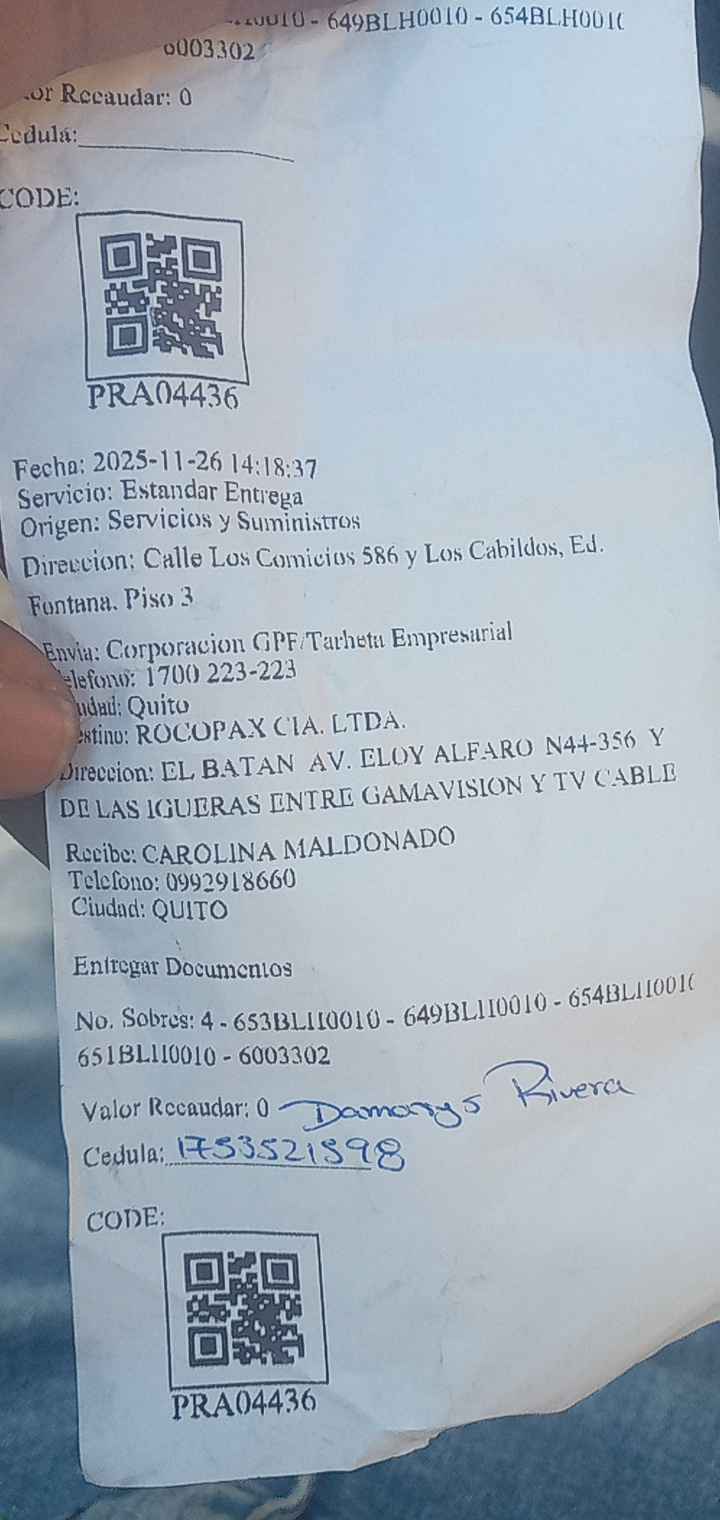 0010 - 649BLH0010 - 654BLH001(
6003302
or Recaudar: 0
Cedula:
CODE:
PRA04436
Fecha: 2025-11-26 14:18:37
Servicio: Estandar Entrega
Origen: Servicios y Suministros
Direccion: Calle Los Comicios 586 y Los Cabildos, Ed.
Fontana. Piso 3
Envia: Corporacion GPF/Tarheta Empresarial
elefono: 1700 223-223
udad: Quito
estino: ROCOPAX CIA. LTDA.
Direccion: EL BATAN AV. ELOY ALFARO N44-356 Y
DE LAS IGUERAS ENTRE GAMAVISION Y TV CABLE
Recibe: CAROLINA MALDONADO
Telefono: 0992918660
Ciudad: QUITO
Entregar Documentos
No. Sobres: 4 - 653BLH0010 - 649BLH0010 - 654BLH001(
651BLH0010 - 6003302
Valor Recaudar: 0 Damarys Rivera
Cedula: 1753521598
CODE:
PRA04436